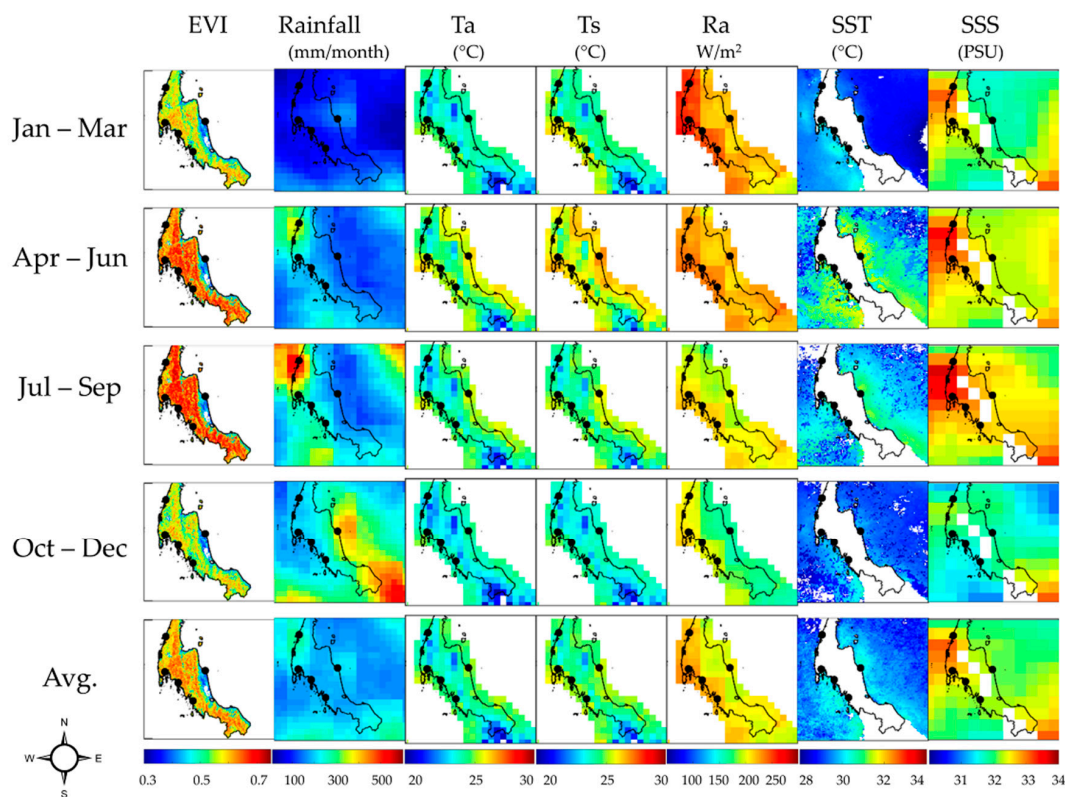 EVI Rainfall Ta Ts Ra SST SSS
(mm/month) (°C) (°C) W/m² (°C) (PSU)
Jan – Mar
Apr – Jun
Jul – Sep
Oct – Dec
Avg.
N
W E
S
0.3 0.5 0.7 100 300 500 20 25 30 20 25 30 100 150 200 250 28 30 32 34 31 32 33 34